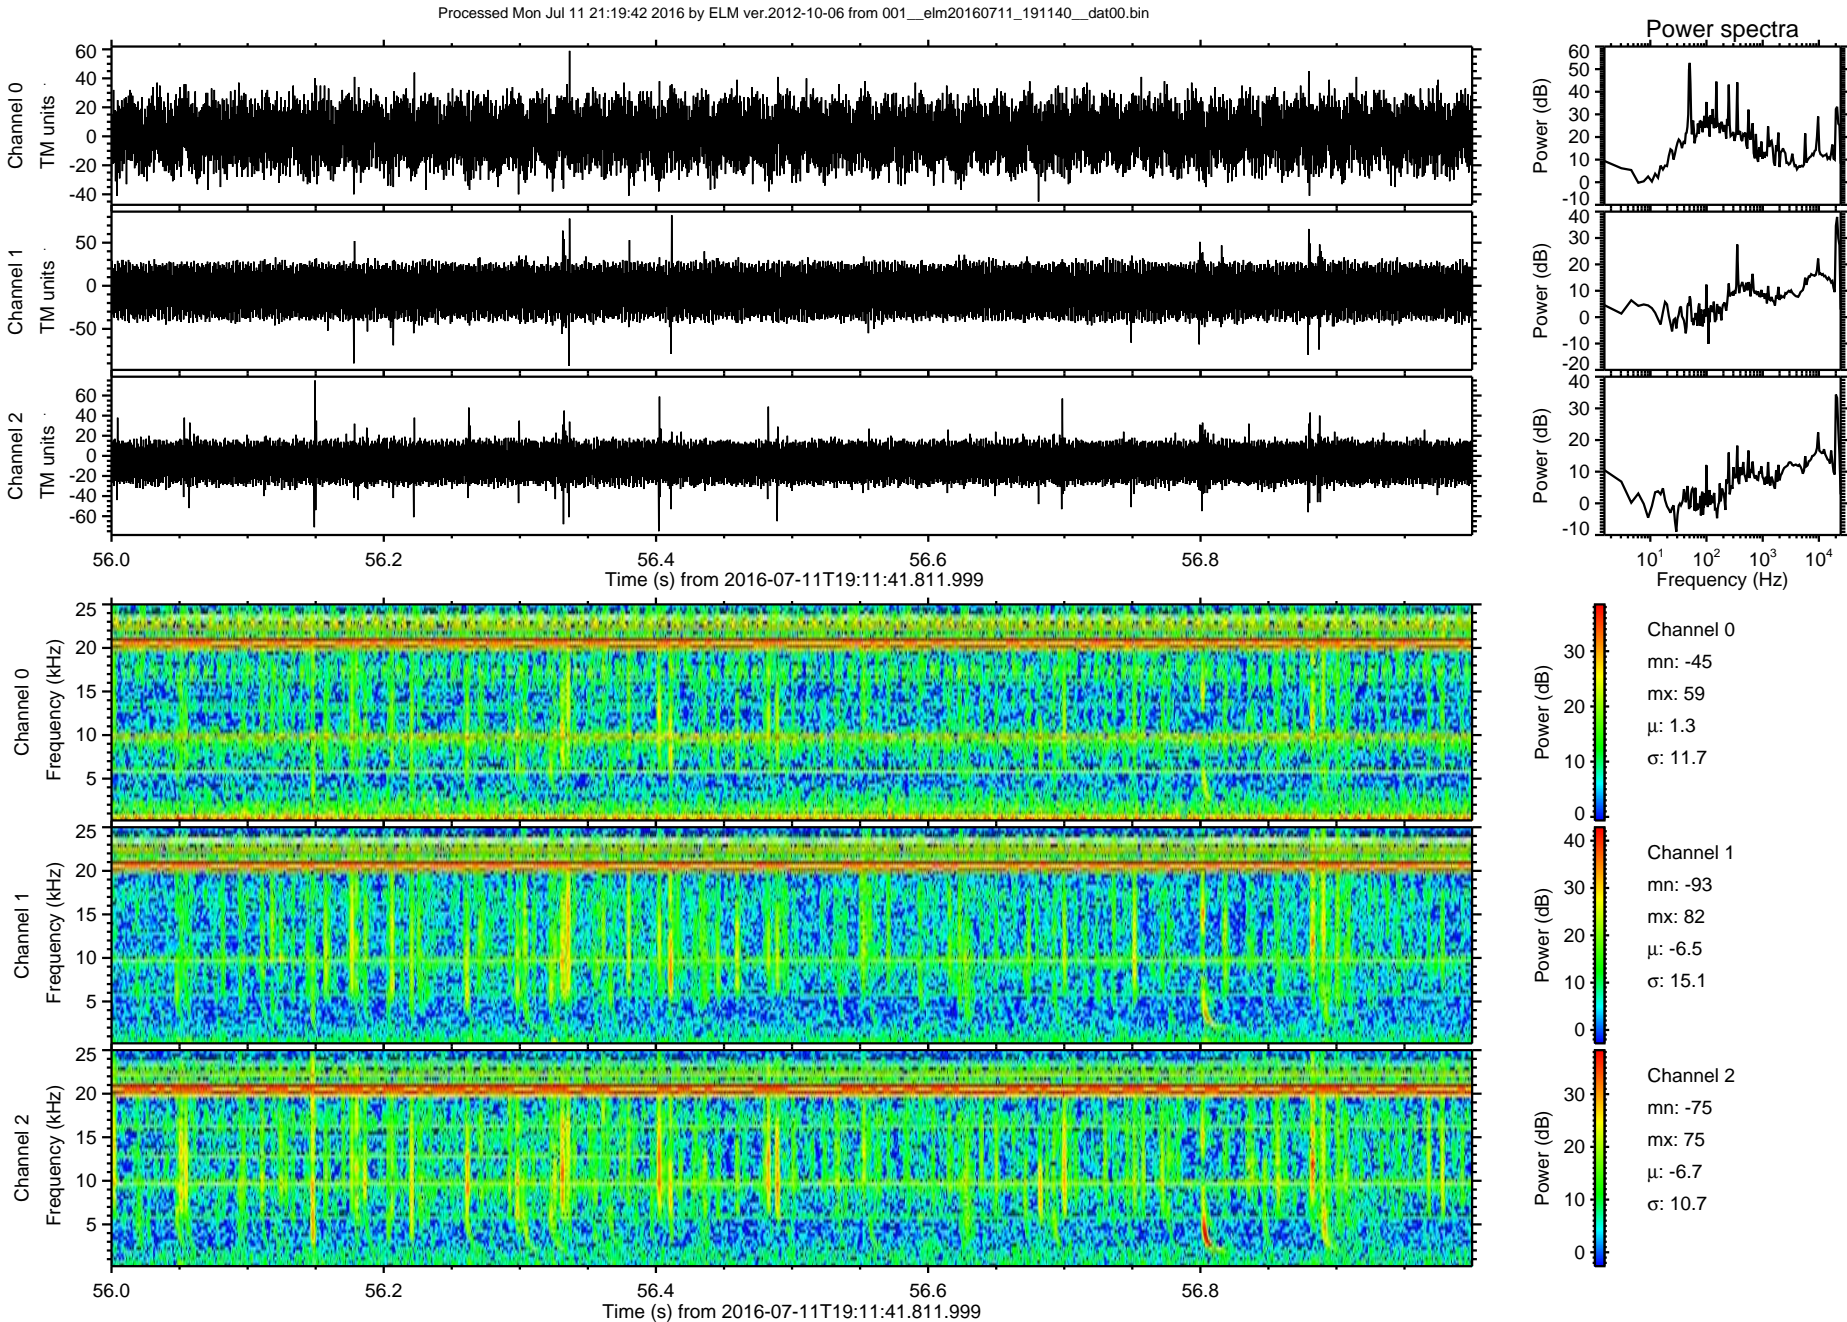 Processed Mon Jul 11 21:19:42 2016 by ELM ver.2012-10-06 from 001__elm20160711_191140__dat00.bin
Power spectra
Channel 0
TM units
60
40
20
0
-20
-40
Power (dB)
60
50
40
30
20
10
0
-10
Channel 1
TM units
50
0
-50
Power (dB)
40
30
20
10
0
-10
-20
Channel 2
TM units
60
40
20
0
-20
-40
-60
Power (dB)
40
30
20
10
0
-10
56.0 56.2 56.4 56.6 56.8
Time (s) from 2016-07-11T19:11:41.811.999
10¹ 10² 10³ 10⁴
Frequency (Hz)
Channel 0
Frequency (kHz)
25
20
15
10
5
Power (dB)
30
20
10
0
Channel 0
mn: -45
mx: 59
μ: 1.3
σ: 11.7
Channel 1
Frequency (kHz)
25
20
15
10
5
Power (dB)
40
30
20
10
0
Channel 1
mn: -93
mx: 82
μ: -6.5
σ: 15.1
Channel 2
Frequency (kHz)
25
20
15
10
5
Power (dB)
30
20
10
0
Channel 2
mn: -75
mx: 75
μ: -6.7
σ: 10.7
56.0 56.2 56.4 56.6 56.8
Time (s) from 2016-07-11T19:11:41.811.999